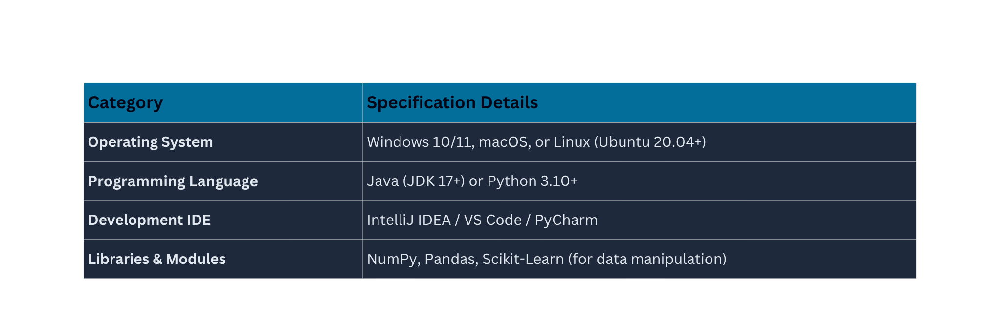 Category Specification Details
Operating System Windows 10/11, macOS, or Linux (Ubuntu 20.04+)
Programming Language Java (JDK 17+) or Python 3.10+
Development IDE IntelliJ IDEA / VS Code / PyCharm
Libraries & Modules NumPy, Pandas, Scikit-Learn (for data manipulation)